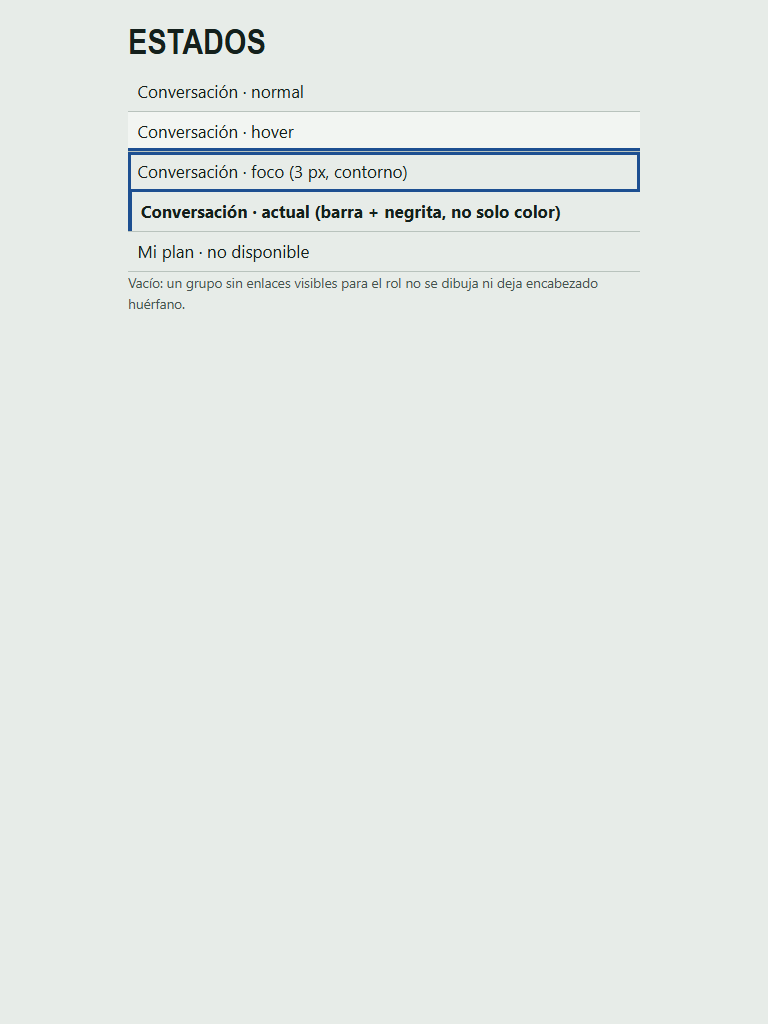 ESTADOS
Conversación · normal
Conversación · hover
Conversación · foco (3 px, contorno)
Conversación · actual (barra + negrita, no solo color)
Mi plan · no disponible
Vacío: un grupo sin enlaces visibles para el rol no se dibuja ni deja encabezado
huérfano.